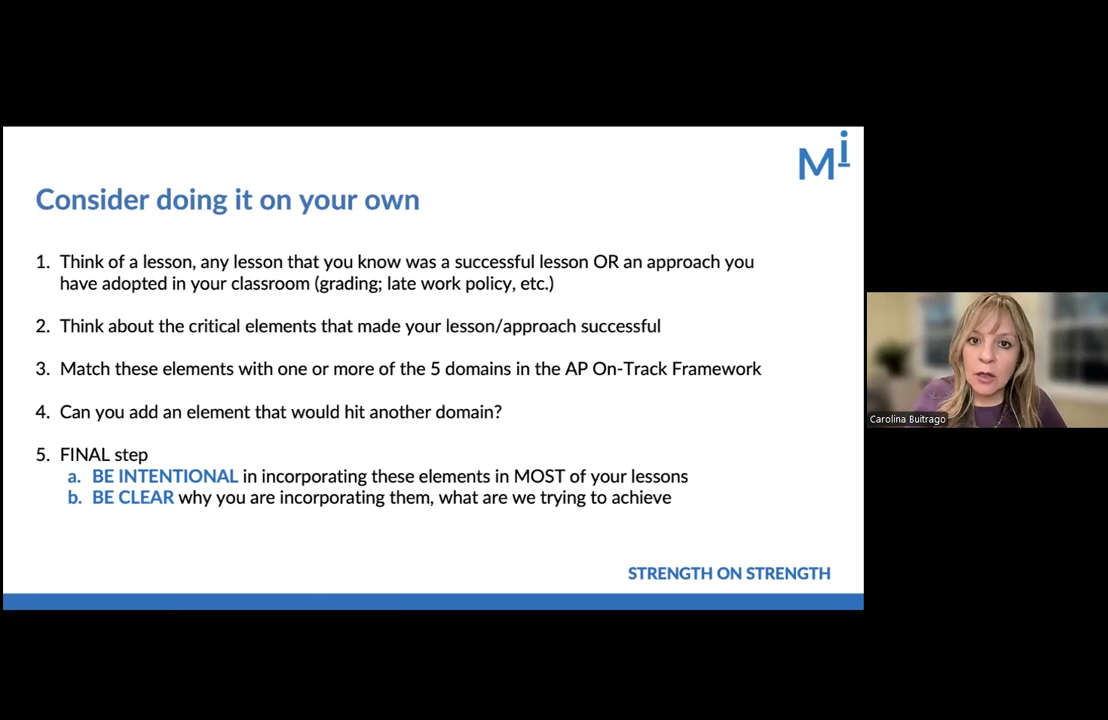 Mi
Consider doing it on your own
1. Think of a lesson, any lesson that you know was a successful lesson OR an approach you
have adopted in your classroom (grading; late work policy, etc.)
2. Think about the critical elements that made your lesson/approach successful
3. Match these elements with one or more of the 5 domains in the AP On-Track Framework
4. Can you add an element that would hit another domain?
5. FINAL step
a. BE INTENTIONAL in incorporating these elements in MOST of your lessons
b. BE CLEAR why you are incorporating them, what are we trying to achieve
Carolina Buitrago
STRENGTH ON STRENGTH